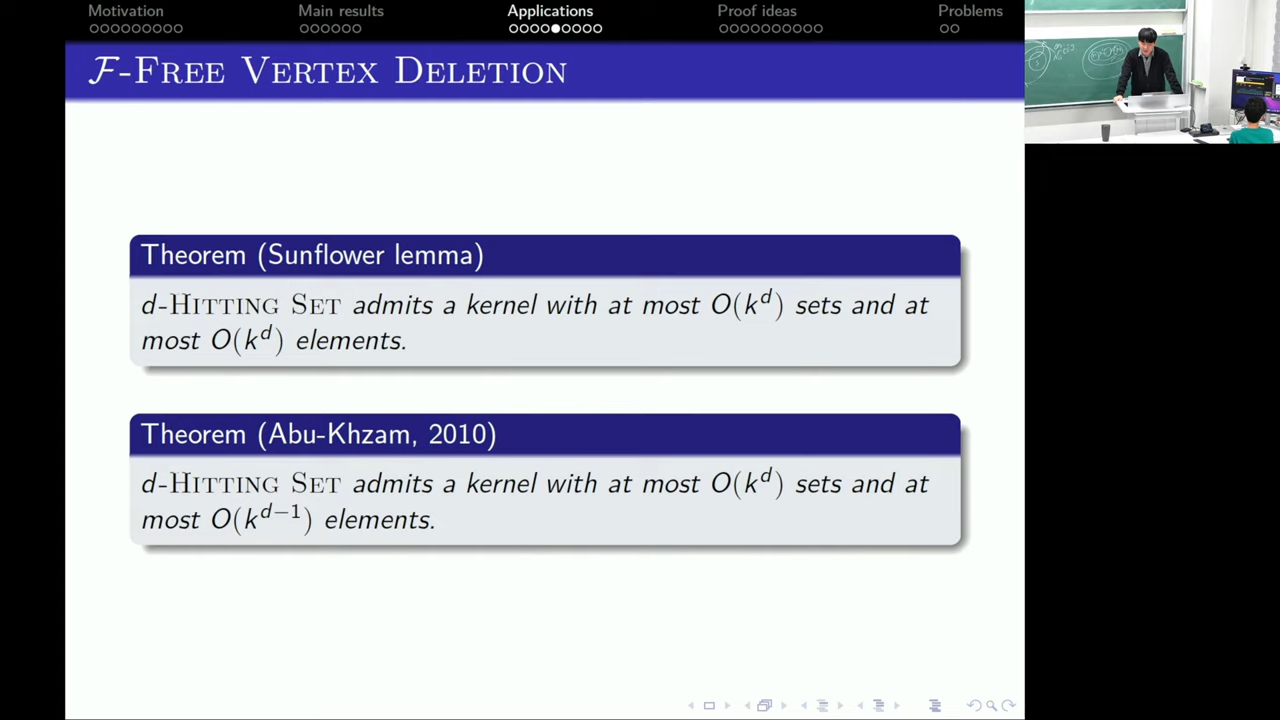 Motivation Main results Applications Proof ideas Problems
F-Free Vertex Deletion
Theorem (Sunflower lemma)
d-Hitting Set admits a kernel with at most O(k^d) sets and at
most O(k^d) elements.
Theorem (Abu-Khzam, 2010)
d-Hitting Set admits a kernel with at most O(k^d) sets and at
most O(k^{d-1}) elements.